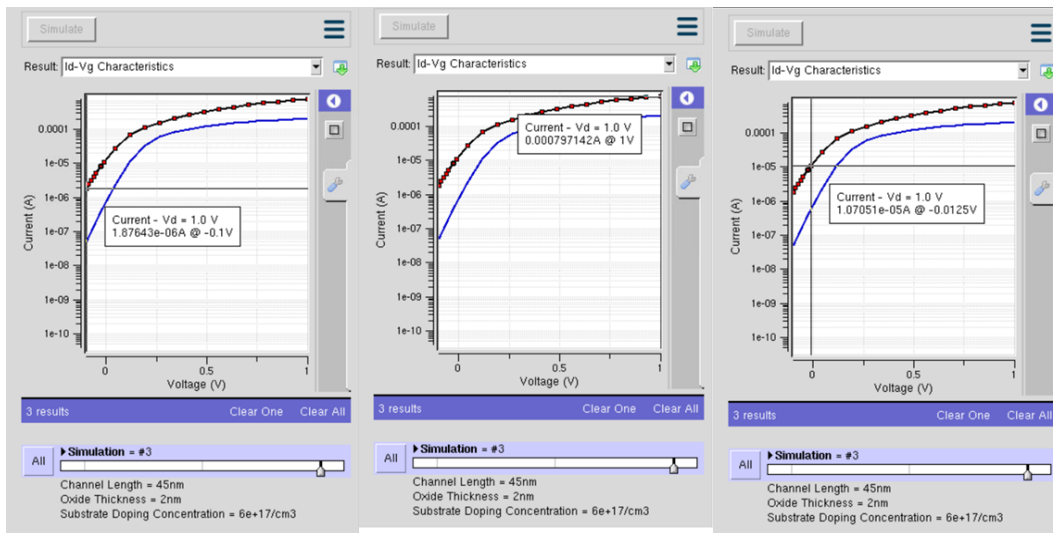 Simulate
Result: Id-Vg Characteristics
0.0001
1e-05
1e-06
1e-07
1e-08
1e-09
1e-10
Current (A)
Current - Vd = 1.0 V
1.87643e-06A @ -0.1V
0
0.5
1
Voltage (V)
3 results
Clear One
Clear All
All
Simulation = #3
Channel Length = 45nm
Oxide Thickness = 2nm
Substrate Doping Concentration = 6e+17/cm3
Simulate
Result: Id-Vg Characteristics
0.0001
1e-05
1e-06
1e-07
1e-08
1e-09
1e-10
Current (A)
Current - Vd = 1.0 V
0.000797142A @ 1V
0
0.5
1
Voltage (V)
3 results
Clear One
Clear All
All
Simulation = #3
Channel Length = 45nm
Oxide Thickness = 2nm
Substrate Doping Concentration = 6e+17/cm3
Simulate
Result: Id-Vg Characteristics
0.0001
1e-05
1e-06
1e-07
1e-08
1e-09
1e-10
Current (A)
Current - Vd = 1.0 V
1.07051e-05A @ -0.0125V
0
0.5
1
Voltage (V)
3 results
Clear One
Clear All
All
Simulation = #3
Channel Length = 45nm
Oxide Thickness = 2nm
Substrate Doping Concentration = 6e+17/cm3